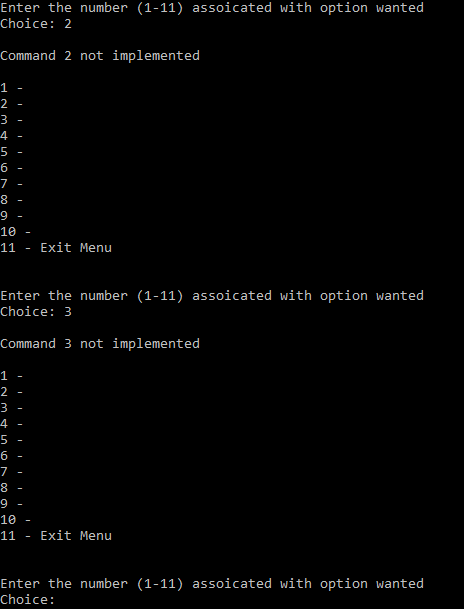 Enter the number (1-11) assoicated with option wanted
Choice: 2
Command 2 not implemented
1 -
2 -
3 -
4 -
5 -
6 -
7 -
8 -
9 -
10 -
11 - Exit Menu
Enter the number (1-11) assoicated with option wanted
Choice: 3
Command 3 not implemented
1 -
2 -
3 -
4 -
5 -
6 -
7 -
8 -
9 -
10 -
11 - Exit Menu
Enter the number (1-11) assoicated with option wanted
Choice: